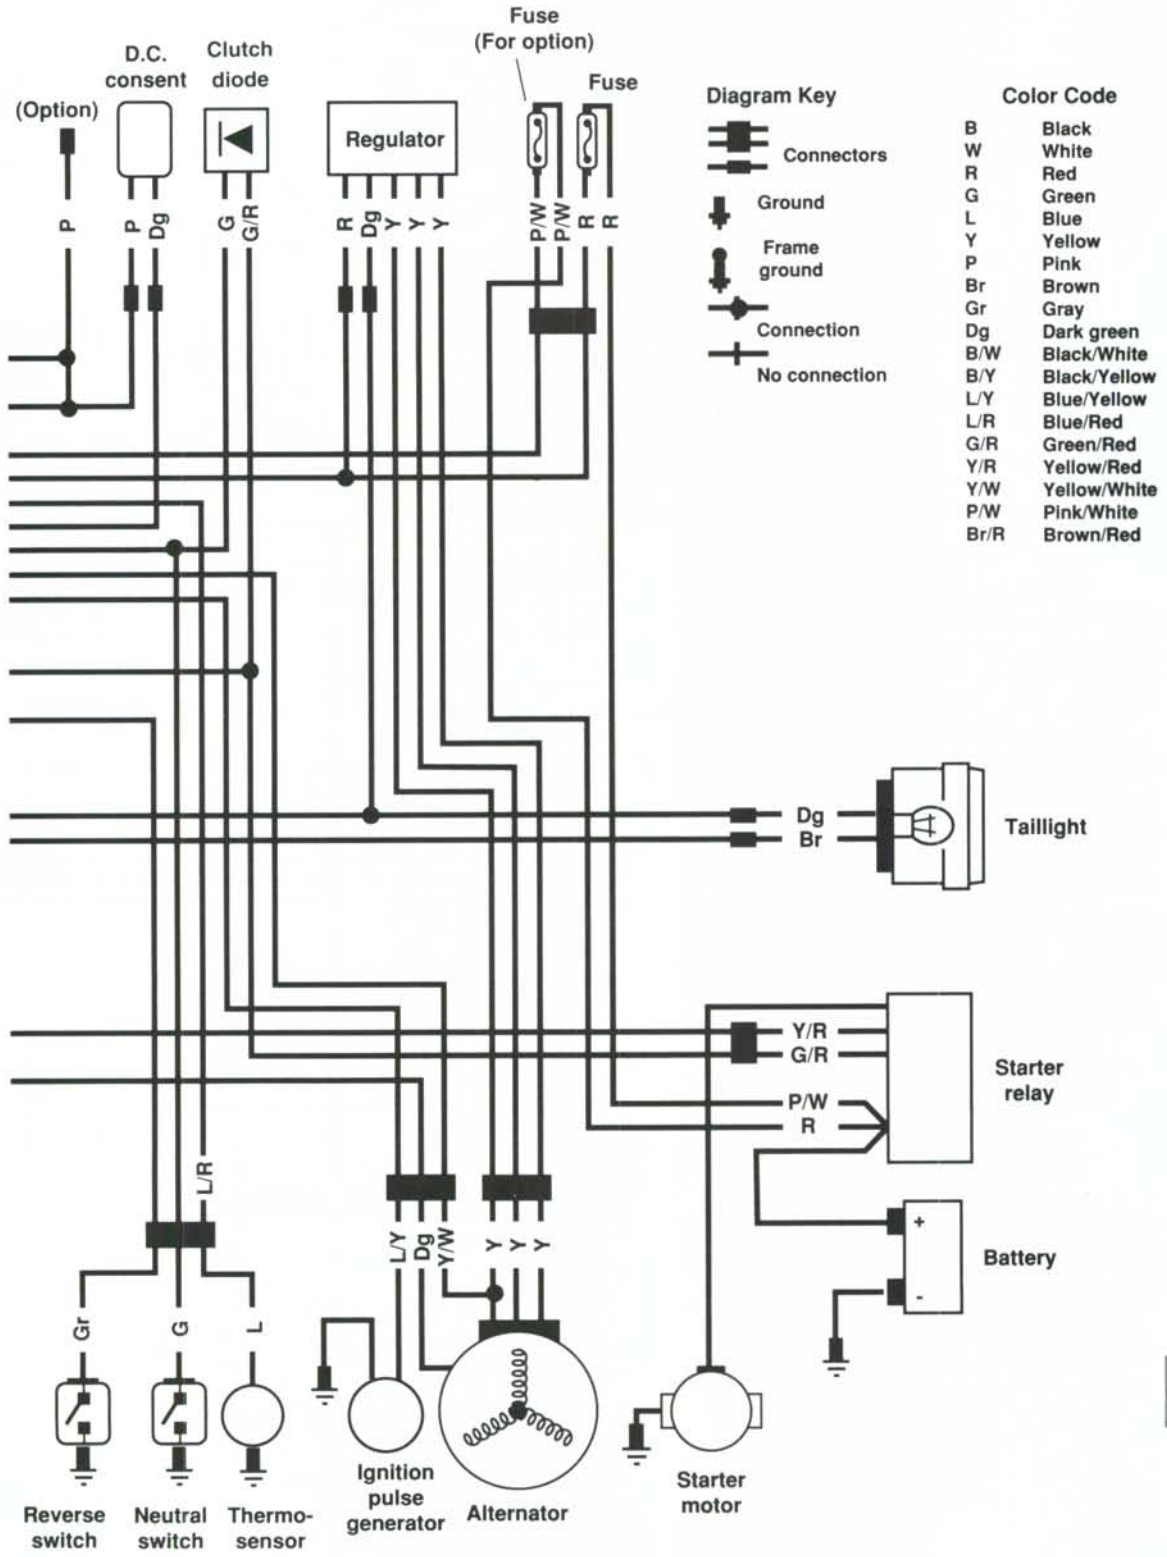 Fuse
(For option)
D.C.
consent
Clutch
diode
Fuse
(Option)
Regulator
P
P
Dg
G
G/R
R
Dg
Y
Y
Y
P/W
P/W
R
R
Diagram Key
Connectors
Ground
Frame
ground
Connection
No connection
Color Code
B Black
W White
R Red
G Green
L Blue
Y Yellow
P Pink
Br Brown
Gr Gray
Dg Dark green
B/W Black/White
B/Y Black/Yellow
L/Y Blue/Yellow
L/R Blue/Red
G/R Green/Red
Y/R Yellow/Red
Y/W Yellow/White
P/W Pink/White
Br/R Brown/Red
Dg
Br
Taillight
Y/R
G/R
P/W
R
Starter
relay
+
-
Battery
L/R
L/Y
Dg
Y/W
Y
Y
Y
Gr
G
L
Reverse
switch
Neutral
switch
Thermo-
sensor
Ignition
pulse
generator
Alternator
Starter
motor